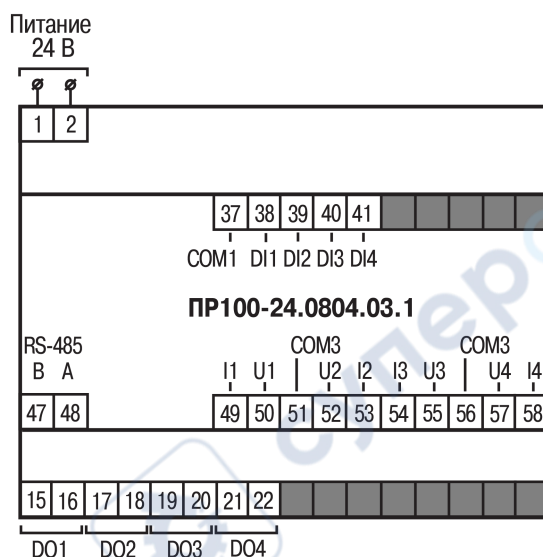 Питание
24 В
1 2
37 38 39 40 41
COM1 DI1 DI2 DI3 DI4
ПР100-24.0804.03.1
RS-485 COM3 COM3
B A I1 U1 U2 I2 I3 U3 U4 I4
47 48 49 50 51 52 53 54 55 56 57 58
15 16 17 18 19 20 21 22
DO1 DO2 DO3 DO4
супер